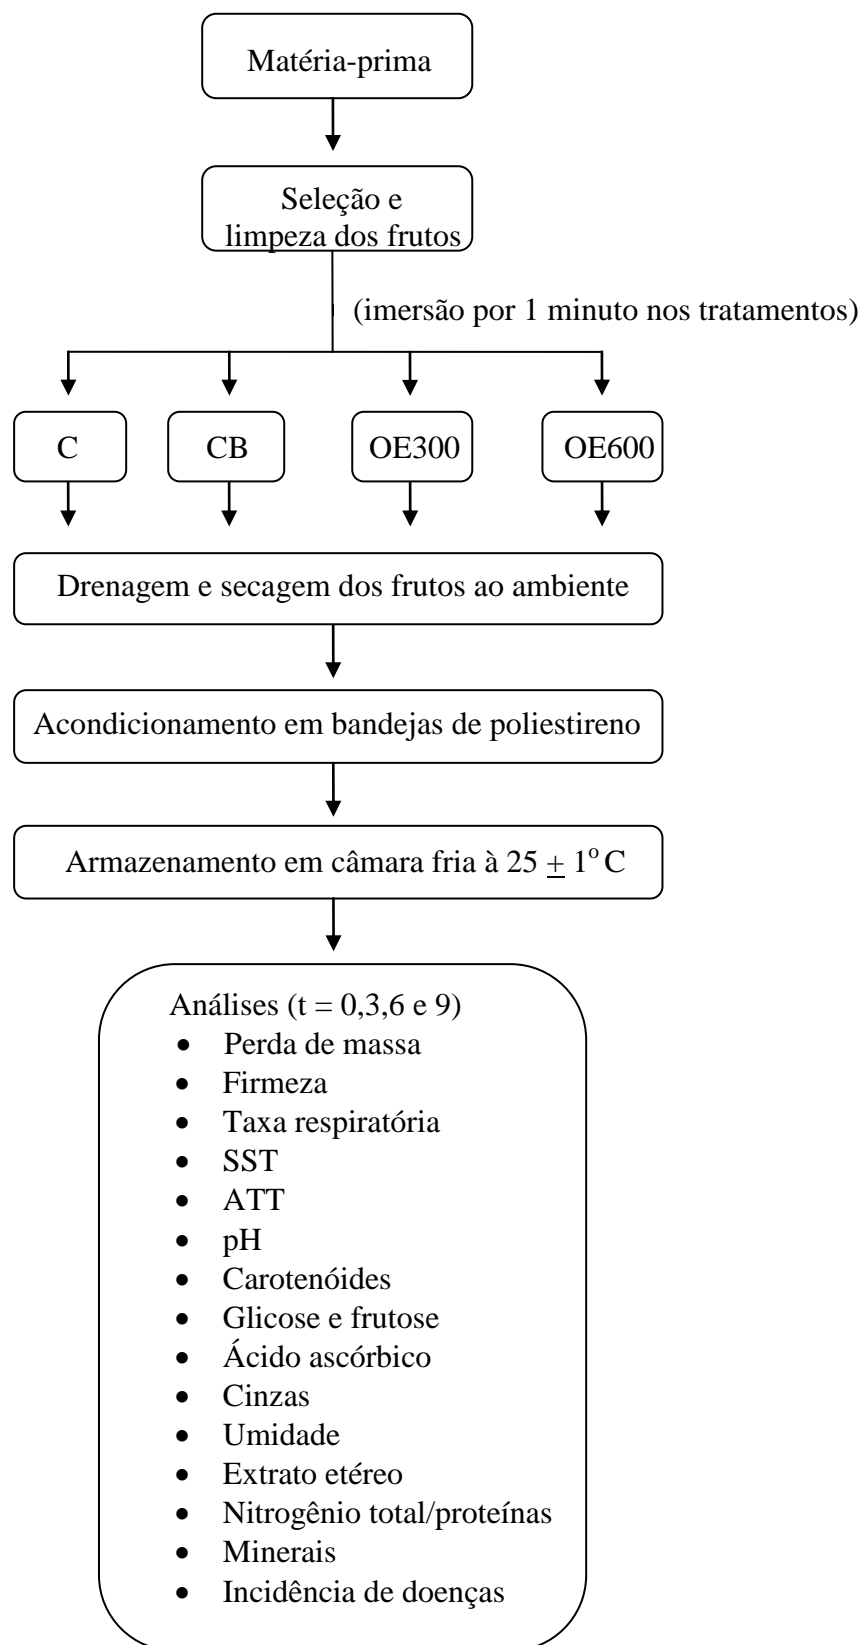 Matéria-prima
Seleção e
limpeza dos frutos
(imersão por 1 minuto nos tratamentos)
C CB OE300 OE600
Drenagem e secagem dos frutos ao ambiente
Acondicionamento em bandejas de poliestireno
Armazenamento em câmara fria à 25 ± 1º C
Análises (t = 0,3,6 e 9)
• Perda de massa
• Firmeza
• Taxa respiratória
• SST
• ATT
• pH
• Carotenóides
• Glicose e frutose
• Ácido ascórbico
• Cinzas
• Umidade
• Extrato etéreo
• Nitrogênio total/proteínas
• Minerais
• Incidência de doenças